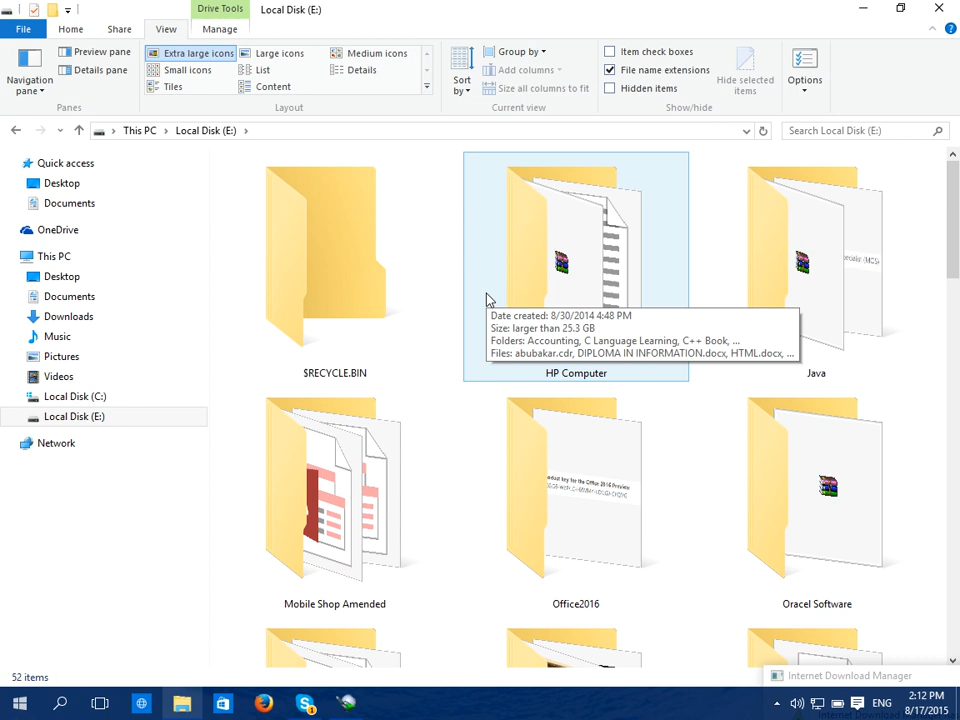 Drive Tools
Local Disk (E:)
File
Home
Share
View
Manage
Navigation pane
Preview pane
Details pane
Panes
Extra large icons
Large icons
Medium icons
Small icons
List
Details
Tiles
Content
Layout
Sort by
Group by
Add columns
Size all columns to fit
Current view
Item check boxes
File name extensions
Hidden items
Hide selected items
Show/hide
Options
This PC
Local Disk (E:)
Search Local Disk (E:)
Quick access
Desktop
Documents
OneDrive
This PC
Desktop
Documents
Downloads
Music
Pictures
Videos
Local Disk (C:)
Local Disk (E:)
Network
$RECYCLE.BIN
HP Computer
Java
Date created: 8/30/2014 4:48 PM
Size: larger than 25.3 GB
Folders: Accounting, C Language Learning, C++ Book, ...
Files: abubakar.cdr, DIPLOMA IN INFORMATION.docx, HTML.docx, ...
Mobile Shop Amended
Office2016
Oracel Software
52 items
Internet Download Manager
ENG
2:12 PM
8/17/2015